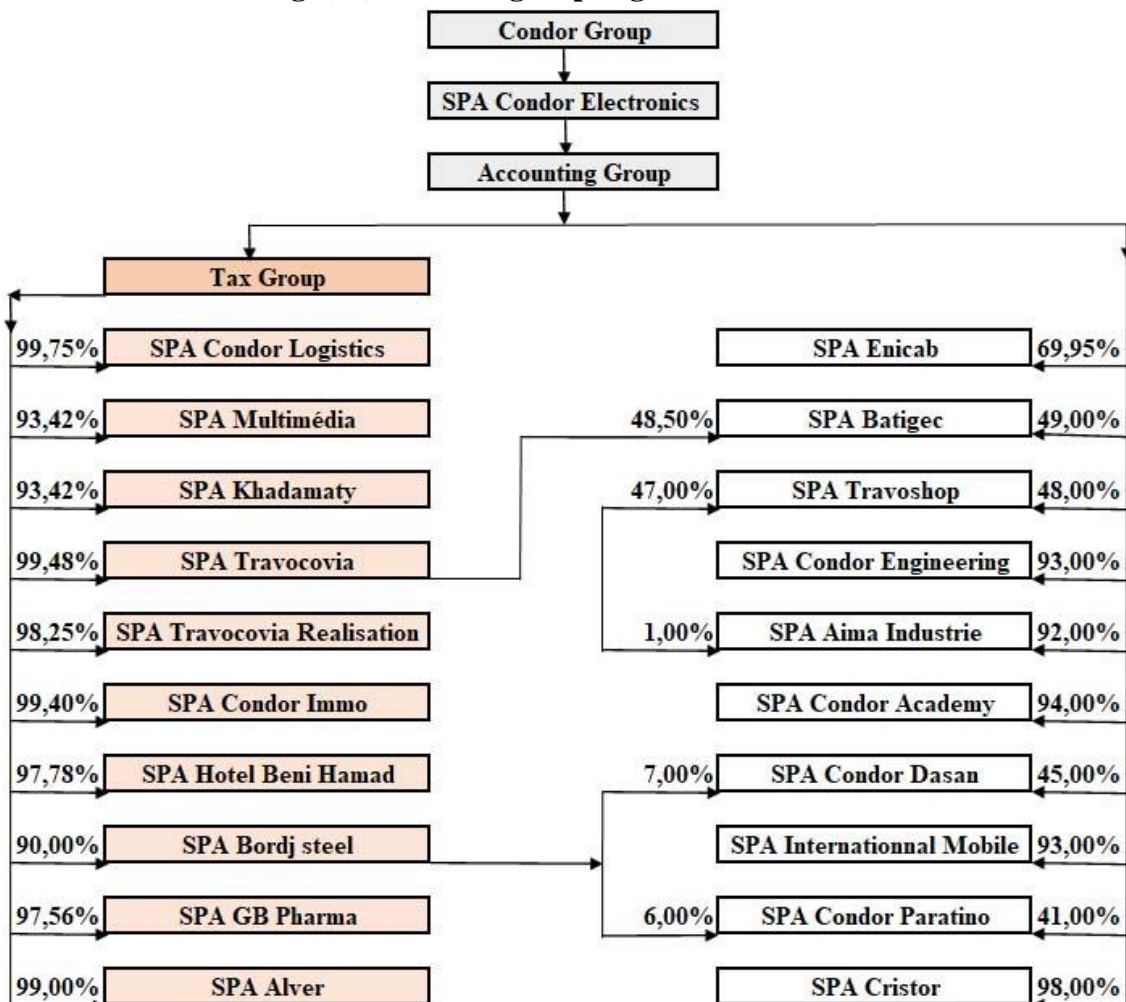 Condor Group
SPA Condor Electronics
Accounting Group
Tax Group
99,75% SPA Condor Logistics SPA Enicab 69,95%
93,42% SPA Multimédia 48,50% SPA Batigec 49,00%
93,42% SPA Khadamaty 47,00% SPA Travoshop 48,00%
99,48% SPA Travocovia SPA Condor Engineering 93,00%
98,25% SPA Travocovia Realisation 1,00% SPA Aima Industrie 92,00%
99,40% SPA Condor Immo SPA Condor Academy 94,00%
97,78% SPA Hotel Beni Hamad 7,00% SPA Condor Dasan 45,00%
90,00% SPA Bordj steel SPA Internationnal Mobile 93,00%
97,56% SPA GB Pharma 6,00% SPA Condor Paratino 41,00%
99,00% SPA Alver SPA Cristor 98,00%